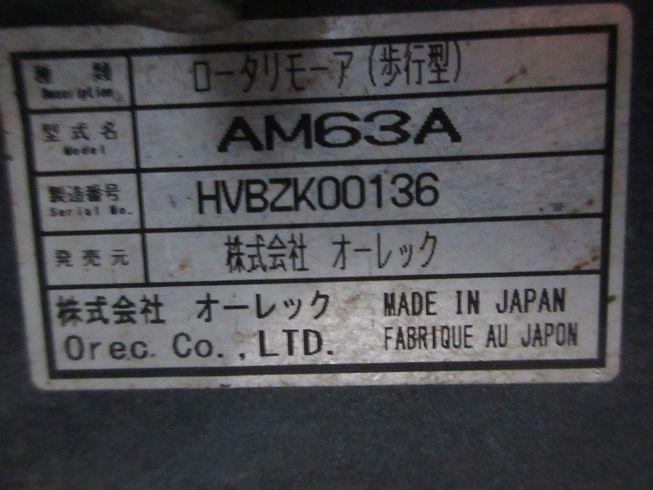 種類 ロータリモーア(歩行型)
Description
型式名 AM63A
Model
製造番号 HVBZK00136
Serial No.
発売元 株式会社 オーレック
株式会社 オーレック MADE IN JAPAN
Orec Co.,LTD. FABRIQUE AU JAPON